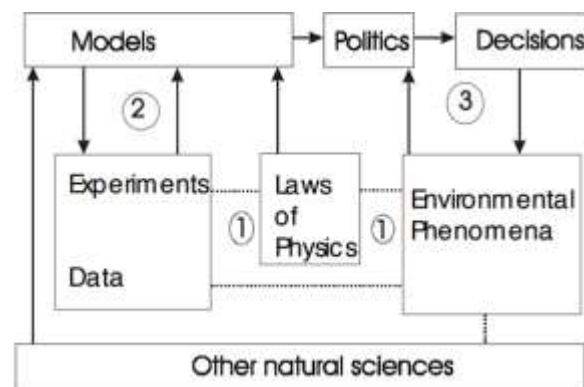 Models
Politics
Decisions
2
3
Experiments
Data
1
Laws
of
Physics
1
Environmental
Phenomena
Other natural sciences